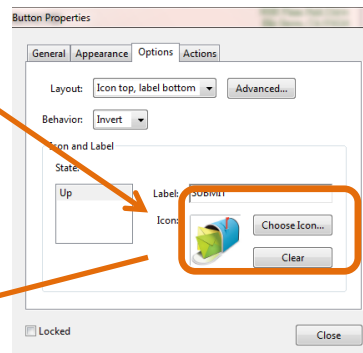 Button Properties
General Appearance Options Actions
Layout: Icon top, label bottom Advanced...
Behavior: Invert
Icon and Label
State:
Up
Label: SUBMIT
Icon: Choose Icon...
Clear
Locked
Close